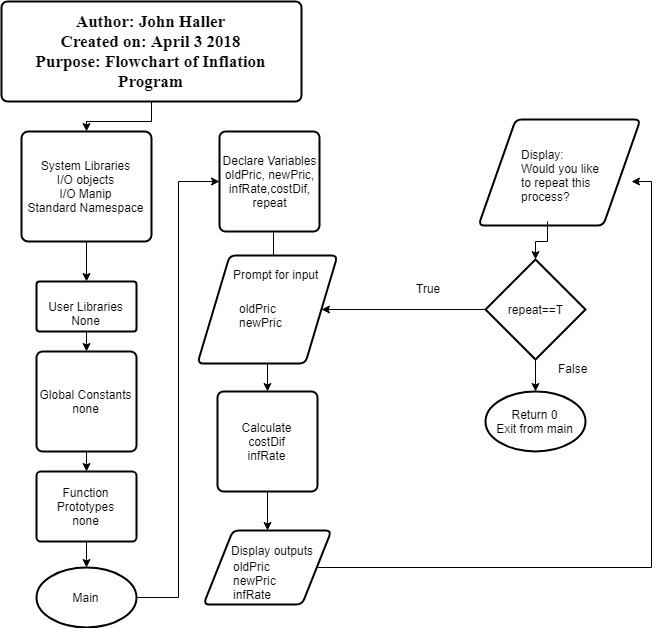 Author: John Haller
Created on: April 3 2018
Purpose: Flowchart of Inflation
Program
System Libraries
I/O objects
I/O Manip
Standard Namespace
User Libraries
None
Global Constants
none
Function
Prototypes
none
Main
Declare Variables
oldPric, newPric,
infRate,costDif,
repeat
Prompt for input
oldPric
newPric
Calculate
costDif
infRate
Display outputs
oldPric
newPric
infRate
Display:
Would you like
to repeat this
process?
repeat==T
True
False
Return 0
Exit from main